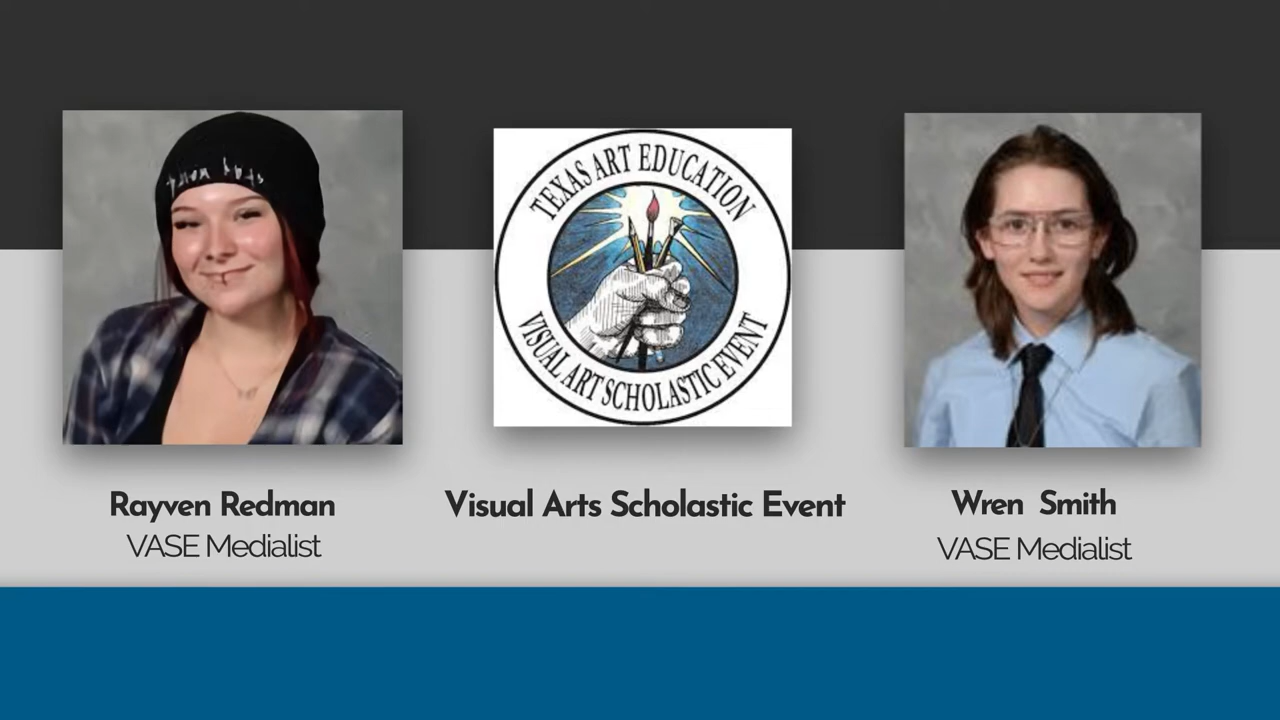 TEXAS ART EDUCATION
VISUAL ART SCHOLASTIC EVENT
Rayven Redman
VASE Medialist
Visual Arts Scholastic Event
Wren Smith
VASE Medialist